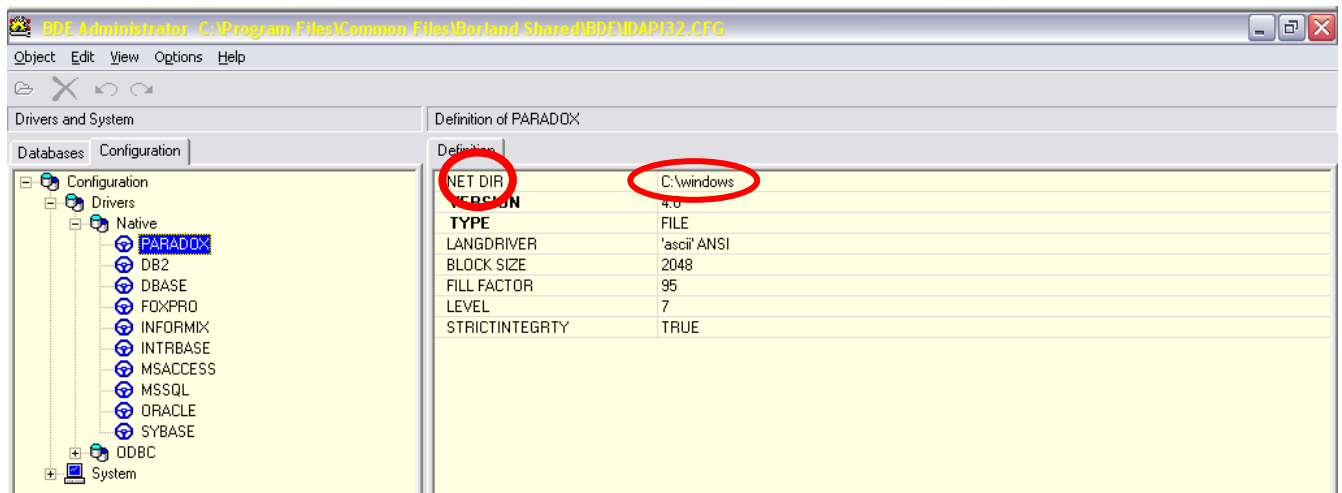 BDE Administrator C:\Program Files\Common Files\Borland Shared\BDE\IDAPI32.CFG
Object Edit View Options Help
Drivers and System
Definition of PARADOX
Databases Configuration
Definition
Configuration
Drivers
Native
PARADOX
DB2
DBASE
FOXPRO
INFORMIX
INTRBASE
MSACCESS
MSSQL
ORACLE
SYBASE
ODBC
System
NET DIR C:\windows
VERSION 4.0
TYPE FILE
LANGDRIVER 'ascii' ANSI
BLOCK SIZE 2048
FILL FACTOR 95
LEVEL 7
STRICTINTEGRTY TRUE